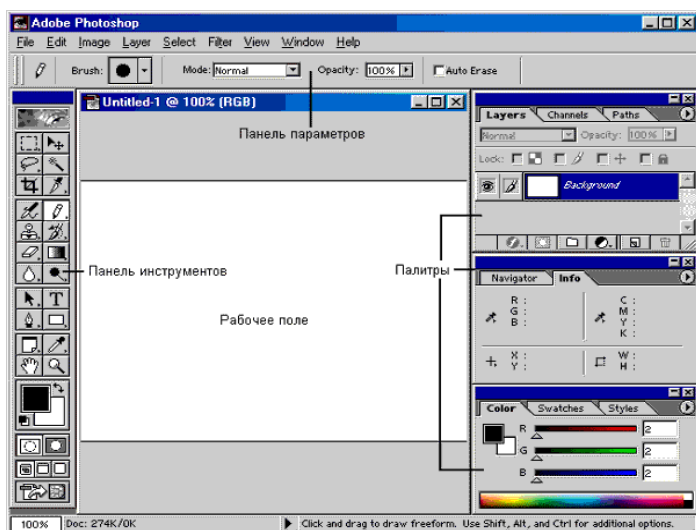 Adobe Photoshop
File Edit Image Layer Select Filter View Window Help
Brush: Mode: Normal Opacity: 100% Auto Erase
Untitled-1 @ 100% (RGB)
Панель параметров
Layers Channels Paths
Normal Opacity: 100%
Lock:
Background
T
Панель инструментов
Палитры
Рабочее поле
Navigator Info
R : C :
G : M :
B : Y :
K :
X : W :
Y : H :
Color Swatches Styles
R 2
G 2
B 2
100% Doc: 274K/0K Click and drag to draw freeform. Use Shift, Alt, and Ctrl for additional options.